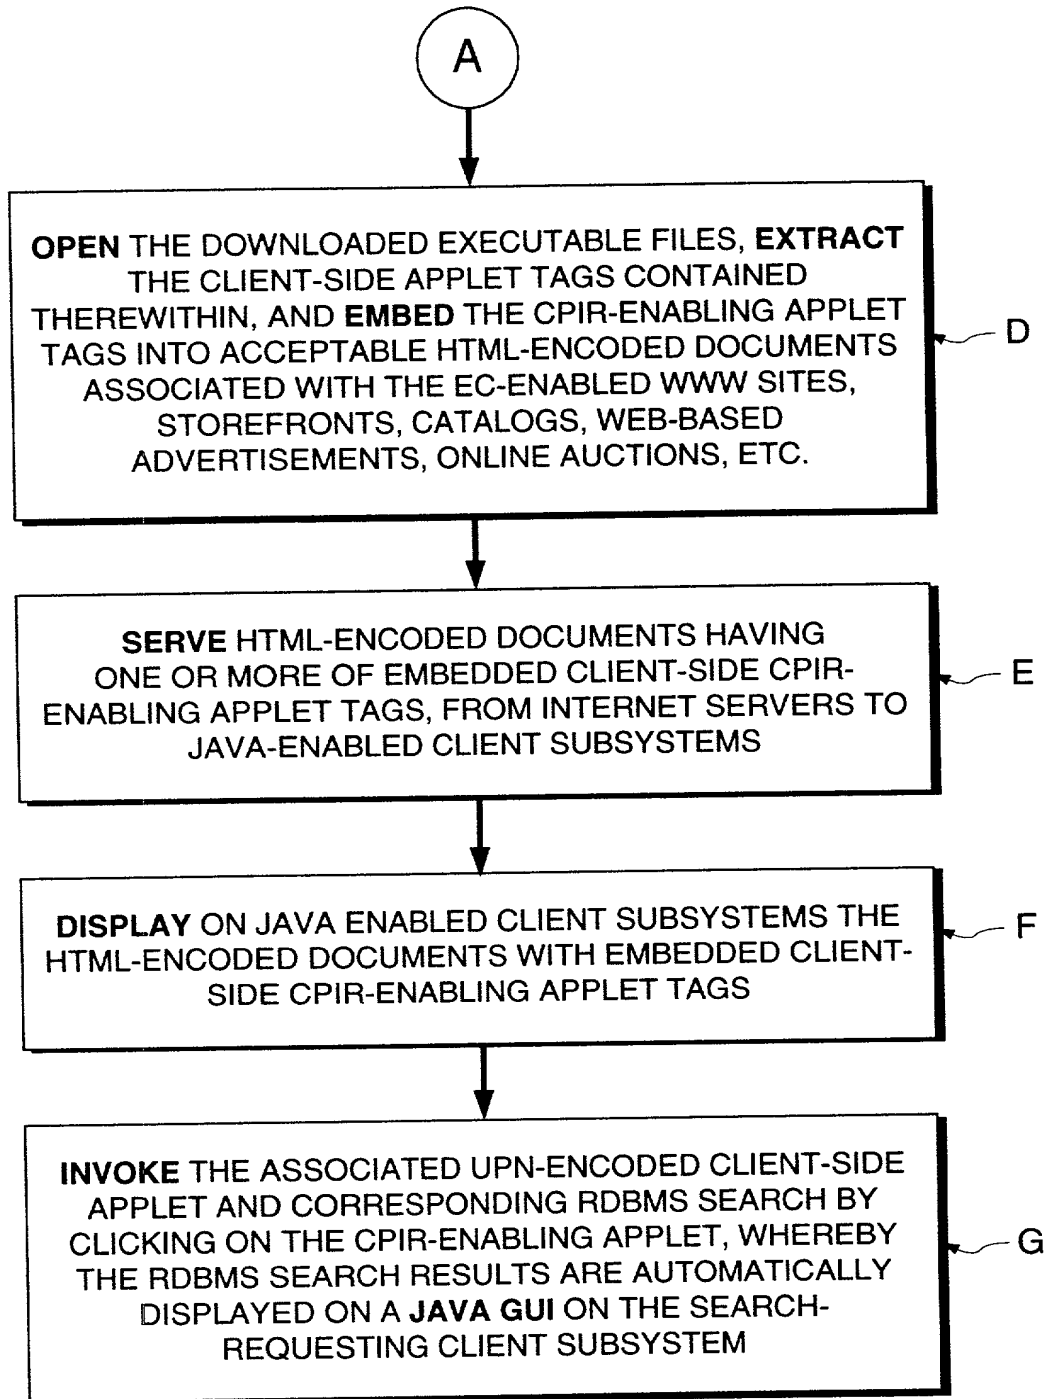 A
OPEN THE DOWNLOADED EXECUTABLE FILES, EXTRACT
THE CLIENT-SIDE APPLET TAGS CONTAINED
THEREWITHIN, AND EMBED THE CPIR-ENABLING APPLET
TAGS INTO ACCEPTABLE HTML-ENCODED DOCUMENTS
ASSOCIATED WITH THE EC-ENABLED WWW SITES,
STOREFRONTS, CATALOGS, WEB-BASED
ADVERTISEMENTS, ONLINE AUCTIONS, ETC.
D
SERVE HTML-ENCODED DOCUMENTS HAVING
ONE OR MORE OF EMBEDDED CLIENT-SIDE CPIR-
ENABLING APPLET TAGS, FROM INTERNET SERVERS TO
JAVA-ENABLED CLIENT SUBSYSTEMS
E
DISPLAY ON JAVA ENABLED CLIENT SUBSYSTEMS THE
HTML-ENCODED DOCUMENTS WITH EMBEDDED CLIENT-
SIDE CPIR-ENABLING APPLET TAGS
F
INVOKE THE ASSOCIATED UPN-ENCODED CLIENT-SIDE
APPLET AND CORRESPONDING RDBMS SEARCH BY
CLICKING ON THE CPIR-ENABLING APPLET, WHEREBY
THE RDBMS SEARCH RESULTS ARE AUTOMATICALLY
DISPLAYED ON A JAVA GUI ON THE SEARCH-
REQUESTING CLIENT SUBSYSTEM
G